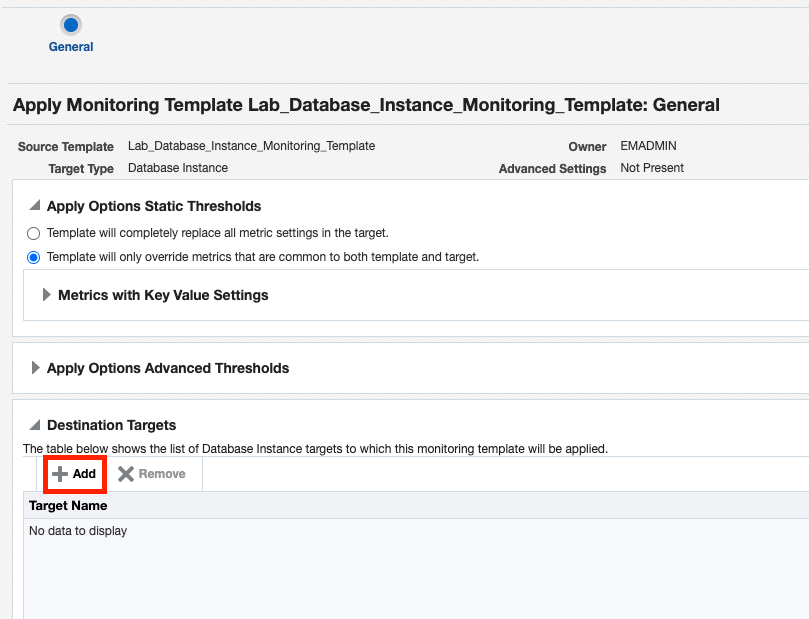 General
Apply Monitoring Template Lab_Database_Instance_Monitoring_Template: General
Source Template Lab_Database_Instance_Monitoring_Template Owner EMADMIN
Target Type Database Instance Advanced Settings Not Present
Apply Options Static Thresholds
Template will completely replace all metric settings in the target.
Template will only override metrics that are common to both template and target.
Metrics with Key Value Settings
Apply Options Advanced Thresholds
Destination Targets
The table below shows the list of Database Instance targets to which this monitoring template will be applied.
Add Remove
Target Name
No data to display